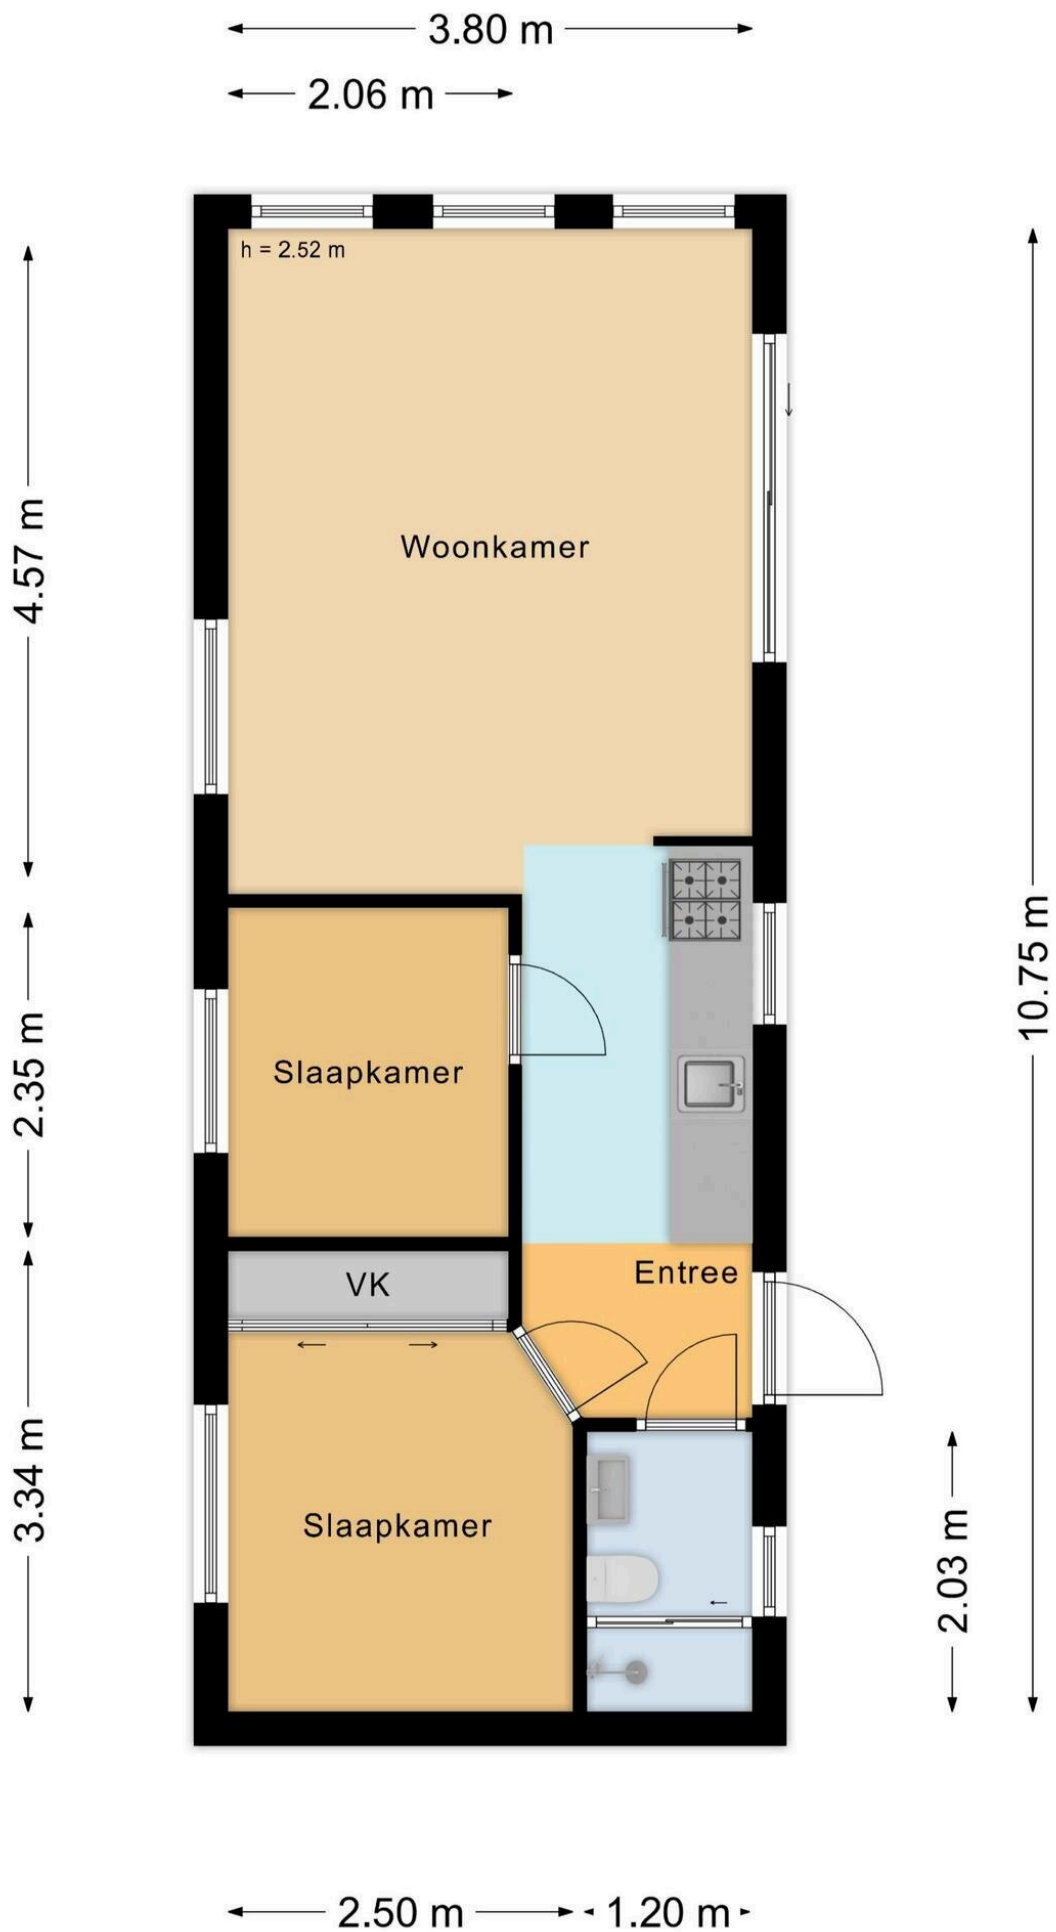 3.80 m
2.06 m
h = 2.52 m
4.57 m
Woonkamer
10.75 m
2.35 m
Slaapkamer
Entree
VK
3.34 m
Slaapkamer
2.03 m
2.50 m
1.20 m